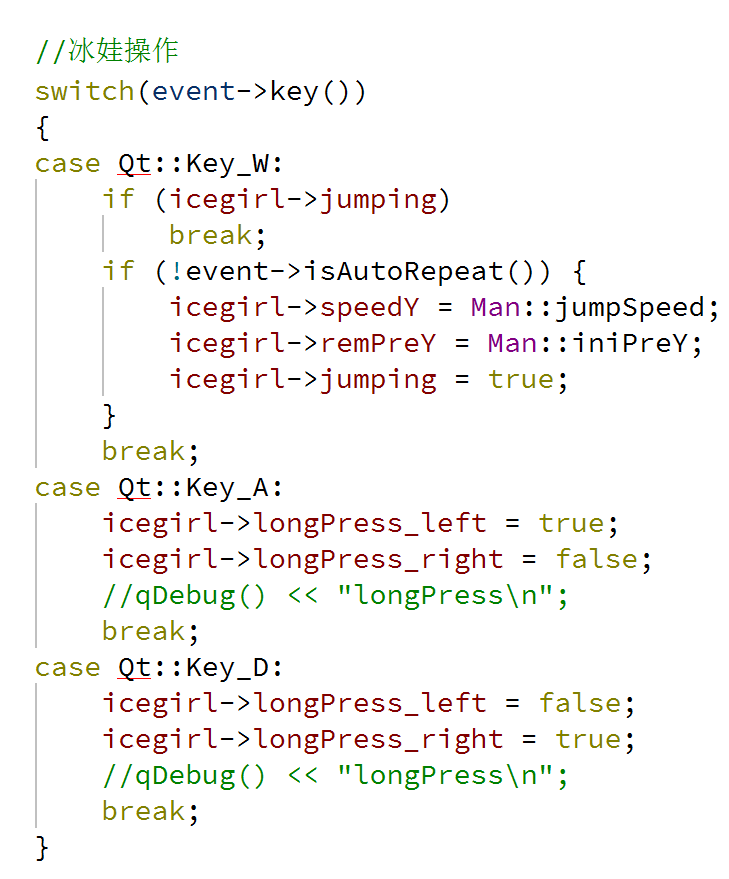 //冰娃操作
switch(event->key())
{
case Qt::Key_W:
    if (icegirl->jumping)
        break;
    if (!event->isAutoRepeat()) {
        icegirl->speedY = Man::jumpSpeed;
        icegirl->remPreY = Man::iniPreY;
        icegirl->jumping = true;
    }
    break;
case Qt::Key_A:
    icegirl->longPress_left = true;
    icegirl->longPress_right = false;
    //qDebug() << "longPress\n";
    break;
case Qt::Key_D:
    icegirl->longPress_left = false;
    icegirl->longPress_right = true;
    //qDebug() << "longPress\n";
    break;
}